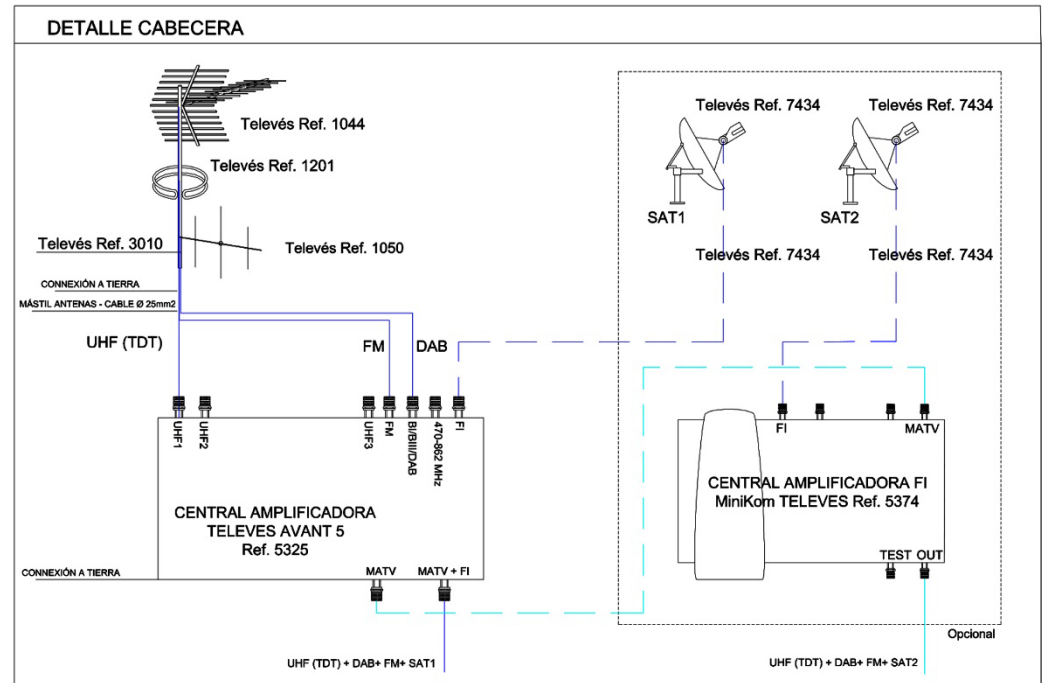 DETALLE CABECERA
Televés Ref. 1044
Televés Ref. 1201
Televés Ref. 3010
Televés Ref. 1050
CONNEXIÓN A TIERRA
MÁSTIL ANTENAS - CABLE Ø 25mm2
UHF (TDT)
FM
DAB
Televés Ref. 7434
Televés Ref. 7434
SAT1
SAT2
Televés Ref. 7434
Televés Ref. 7434
UHF1
UHF2
UHF3
FM
BI/BIII/DAB
470-862 MHz
FI
CENTRAL AMPLIFICADORA
TELEVES AVANT 5
Ref. 5325
CONNEXIÓN A TIERRA
MATV
MATV + FI
UHF (TDT) + DAB+ FM+ SAT1
FI
MATV
CENTRAL AMPLIFICADORA FI
MiniKom TELEVES Ref. 5374
TEST OUT
Opcional
UHF (TDT) + DAB+ FM+ SAT2